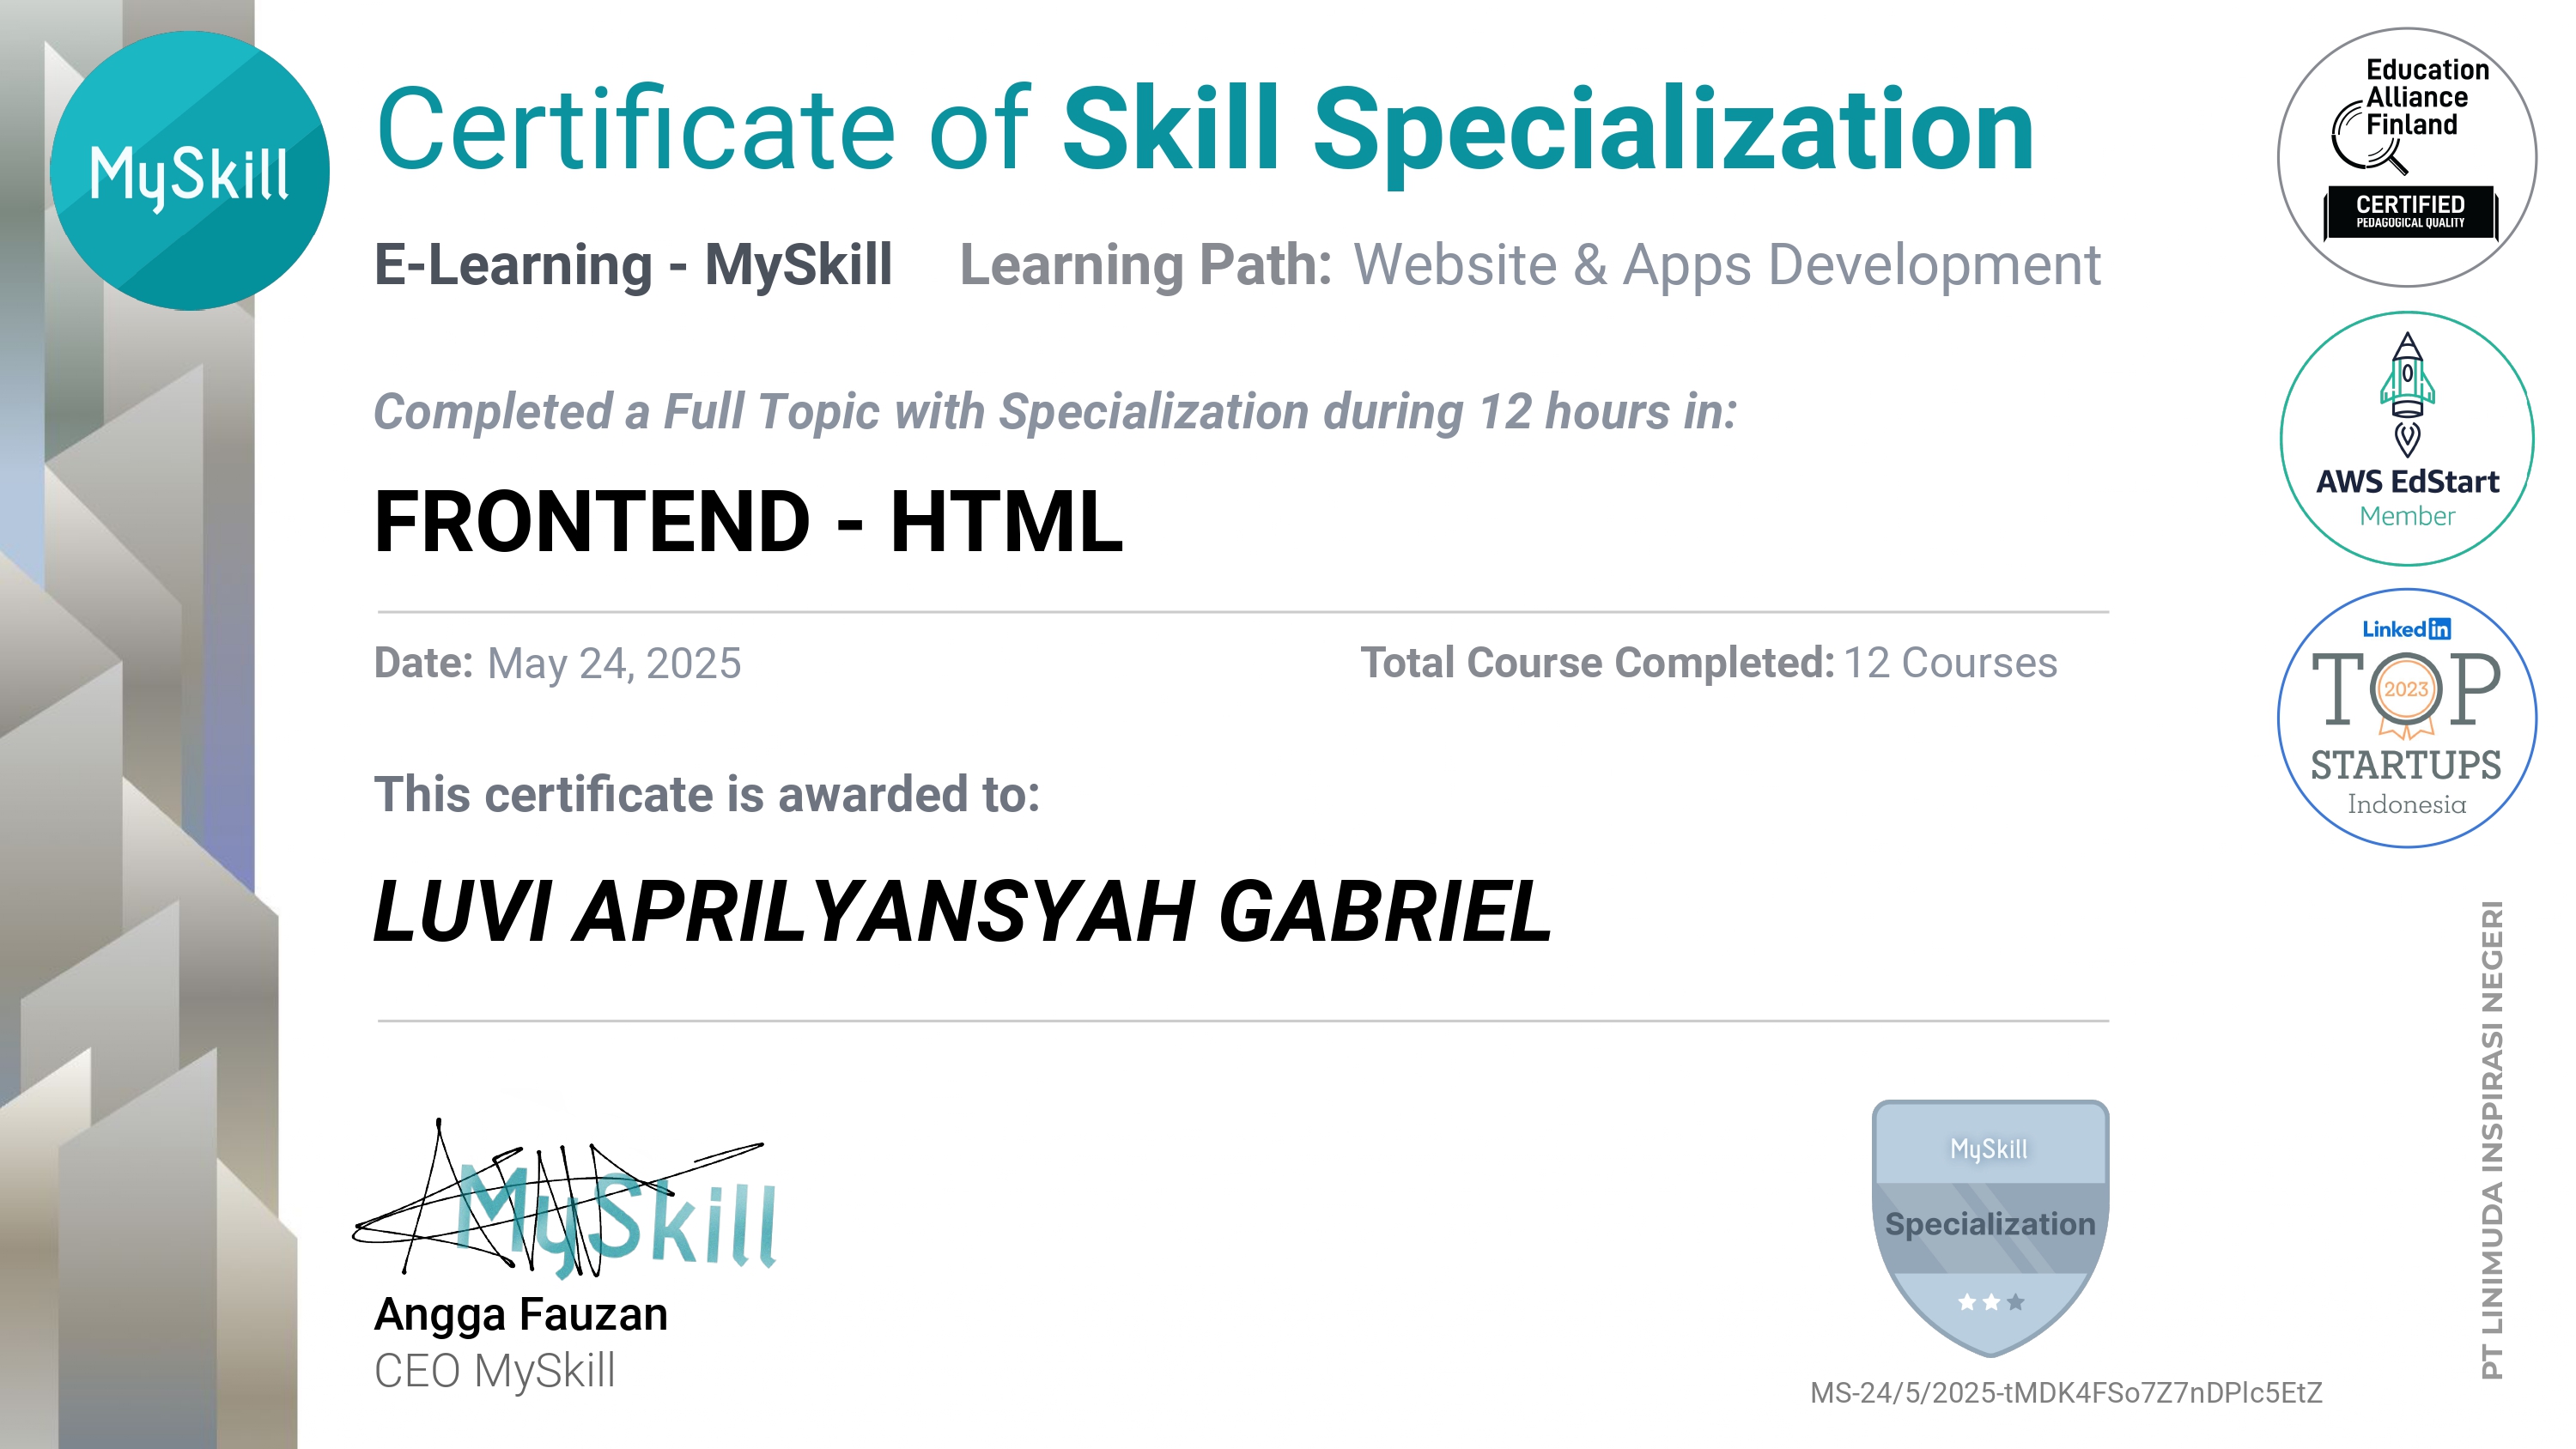 MySkill
Certificate of Skill Specialization
E-Learning - MySkill Learning Path: Website & Apps Development
Completed a Full Topic with Specialization during 12 hours in:
FRONTEND - HTML
Date: May 24, 2025 Total Course Completed: 12 Courses
This certificate is awarded to:
LUVI APRILYANSYAH GABRIEL
MySkill
Angga Fauzan
CEO MySkill
MySkill
Specialization
MS-24/5/2025-tMDK4FSo7Z7nDPlc5EtZ
Education
Alliance
Finland
CERTIFIED
PEDAGOGICAL QUALITY
AWS EdStart
Member
Linked in
TOP
2023
STARTUPS
Indonesia
PT LINIMUDA INSPIRASI NEGERI